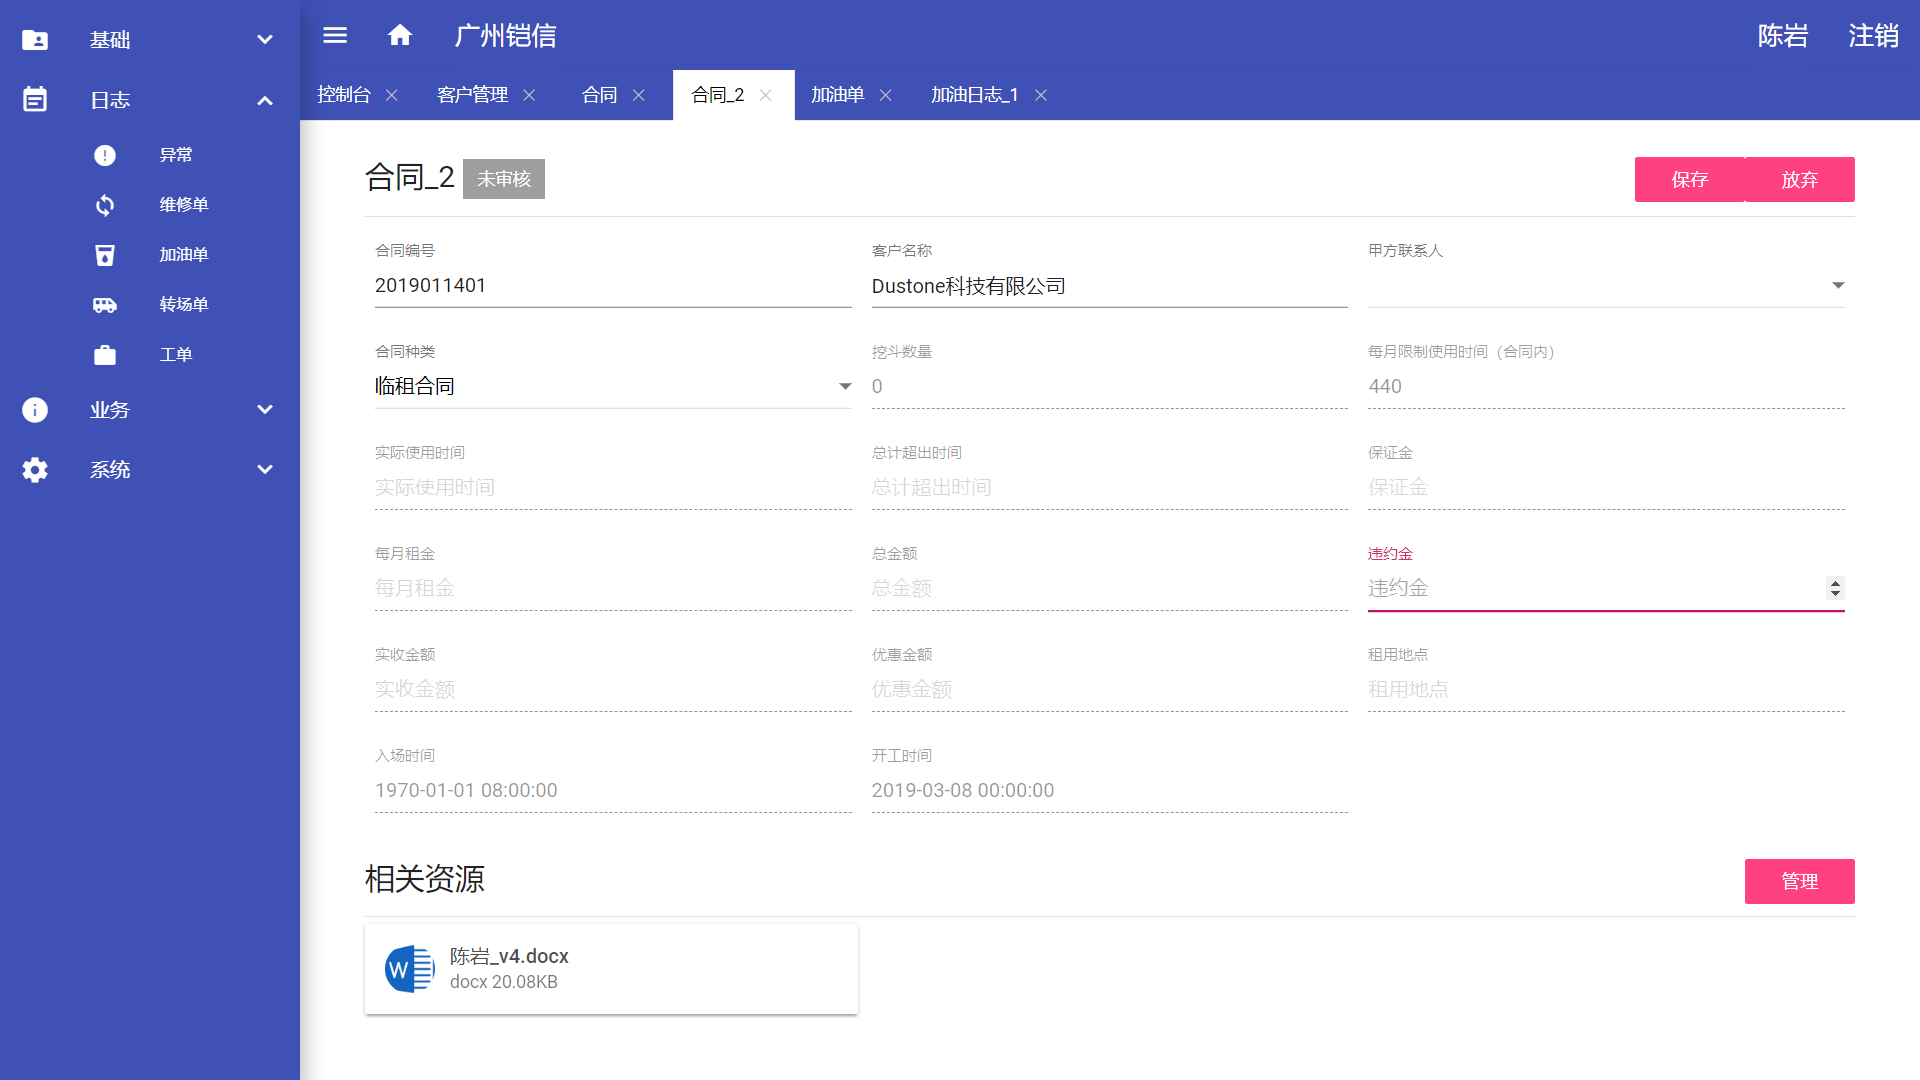 基础
日志
异常
维修单
加油单
转场单
工单
业务
系统
广州铠信
陈岩 注销
控制台 客户管理 合同 合同_2 加油单 加油日志_1
合同_2 未审核 保存 放弃
合同编号 客户名称 甲方联系人
2019011401 Dustone科技有限公司
合同种类 挖斗数量 每月限制使用时间（合同内）
临租合同 0 440
实际使用时间 总计超出时间 保证金
实际使用时间 总计超出时间 保证金
每月租金 总金额 违约金
每月租金 总金额 违约金
实收金额 优惠金额 租用地点
实收金额 优惠金额 租用地点
入场时间 开工时间
1970-01-01 08:00:00 2019-03-08 00:00:00
相关资源 管理
W
陈岩_v4.docx
docx 20.08KB